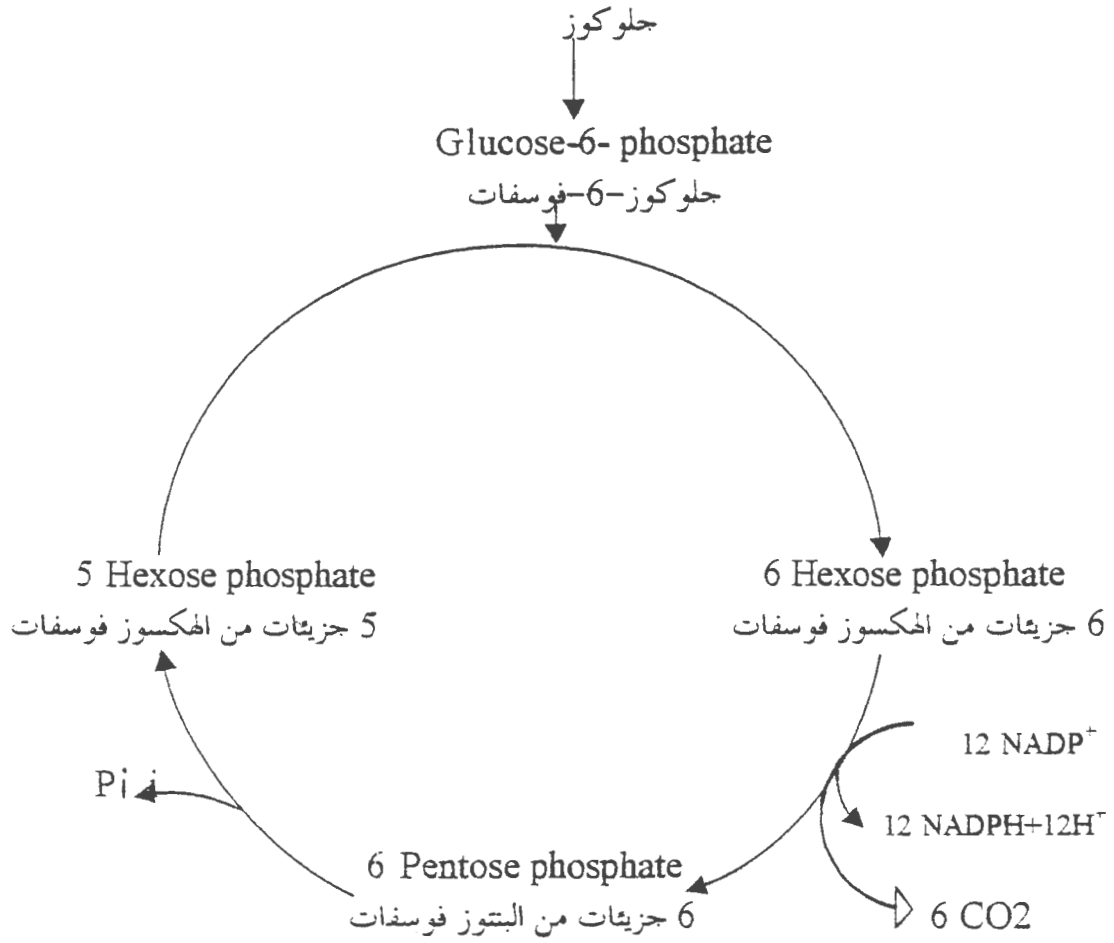 جلوكوز
Glucose-6- phosphate
جلوكوز-6-فوسفات
5 Hexose phosphate
5 جزيئات من الهكسوز فوسفات
6 Hexose phosphate
6 جزيئات من الهكسوز فوسفات
12 NADP⁺
Pi
12 NADPH+12H⁺
6 Pentose phosphate
6 جزيئات من البنتوز فوسفات
6 CO2